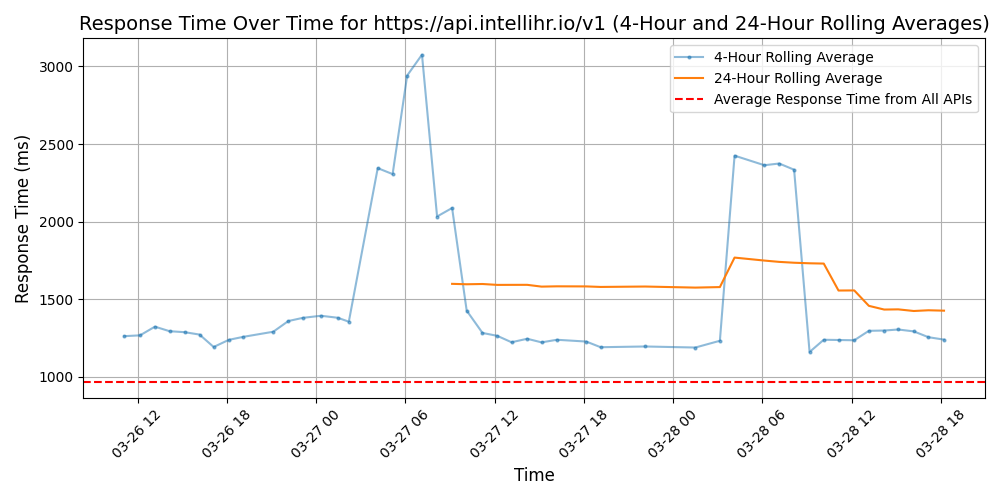 Response Time Over Time for https://api.intellihr.io/v1 (4-Hour and 24-Hour Rolling Averages)
4-Hour Rolling Average
24-Hour Rolling Average
Average Response Time from All APIs
Response Time (ms)
3000
2500
2000
1500
1000
03-26 12
03-26 18
03-27 00
03-27 06
03-27 12
03-27 18
03-28 00
03-28 06
03-28 12
03-28 18
Time